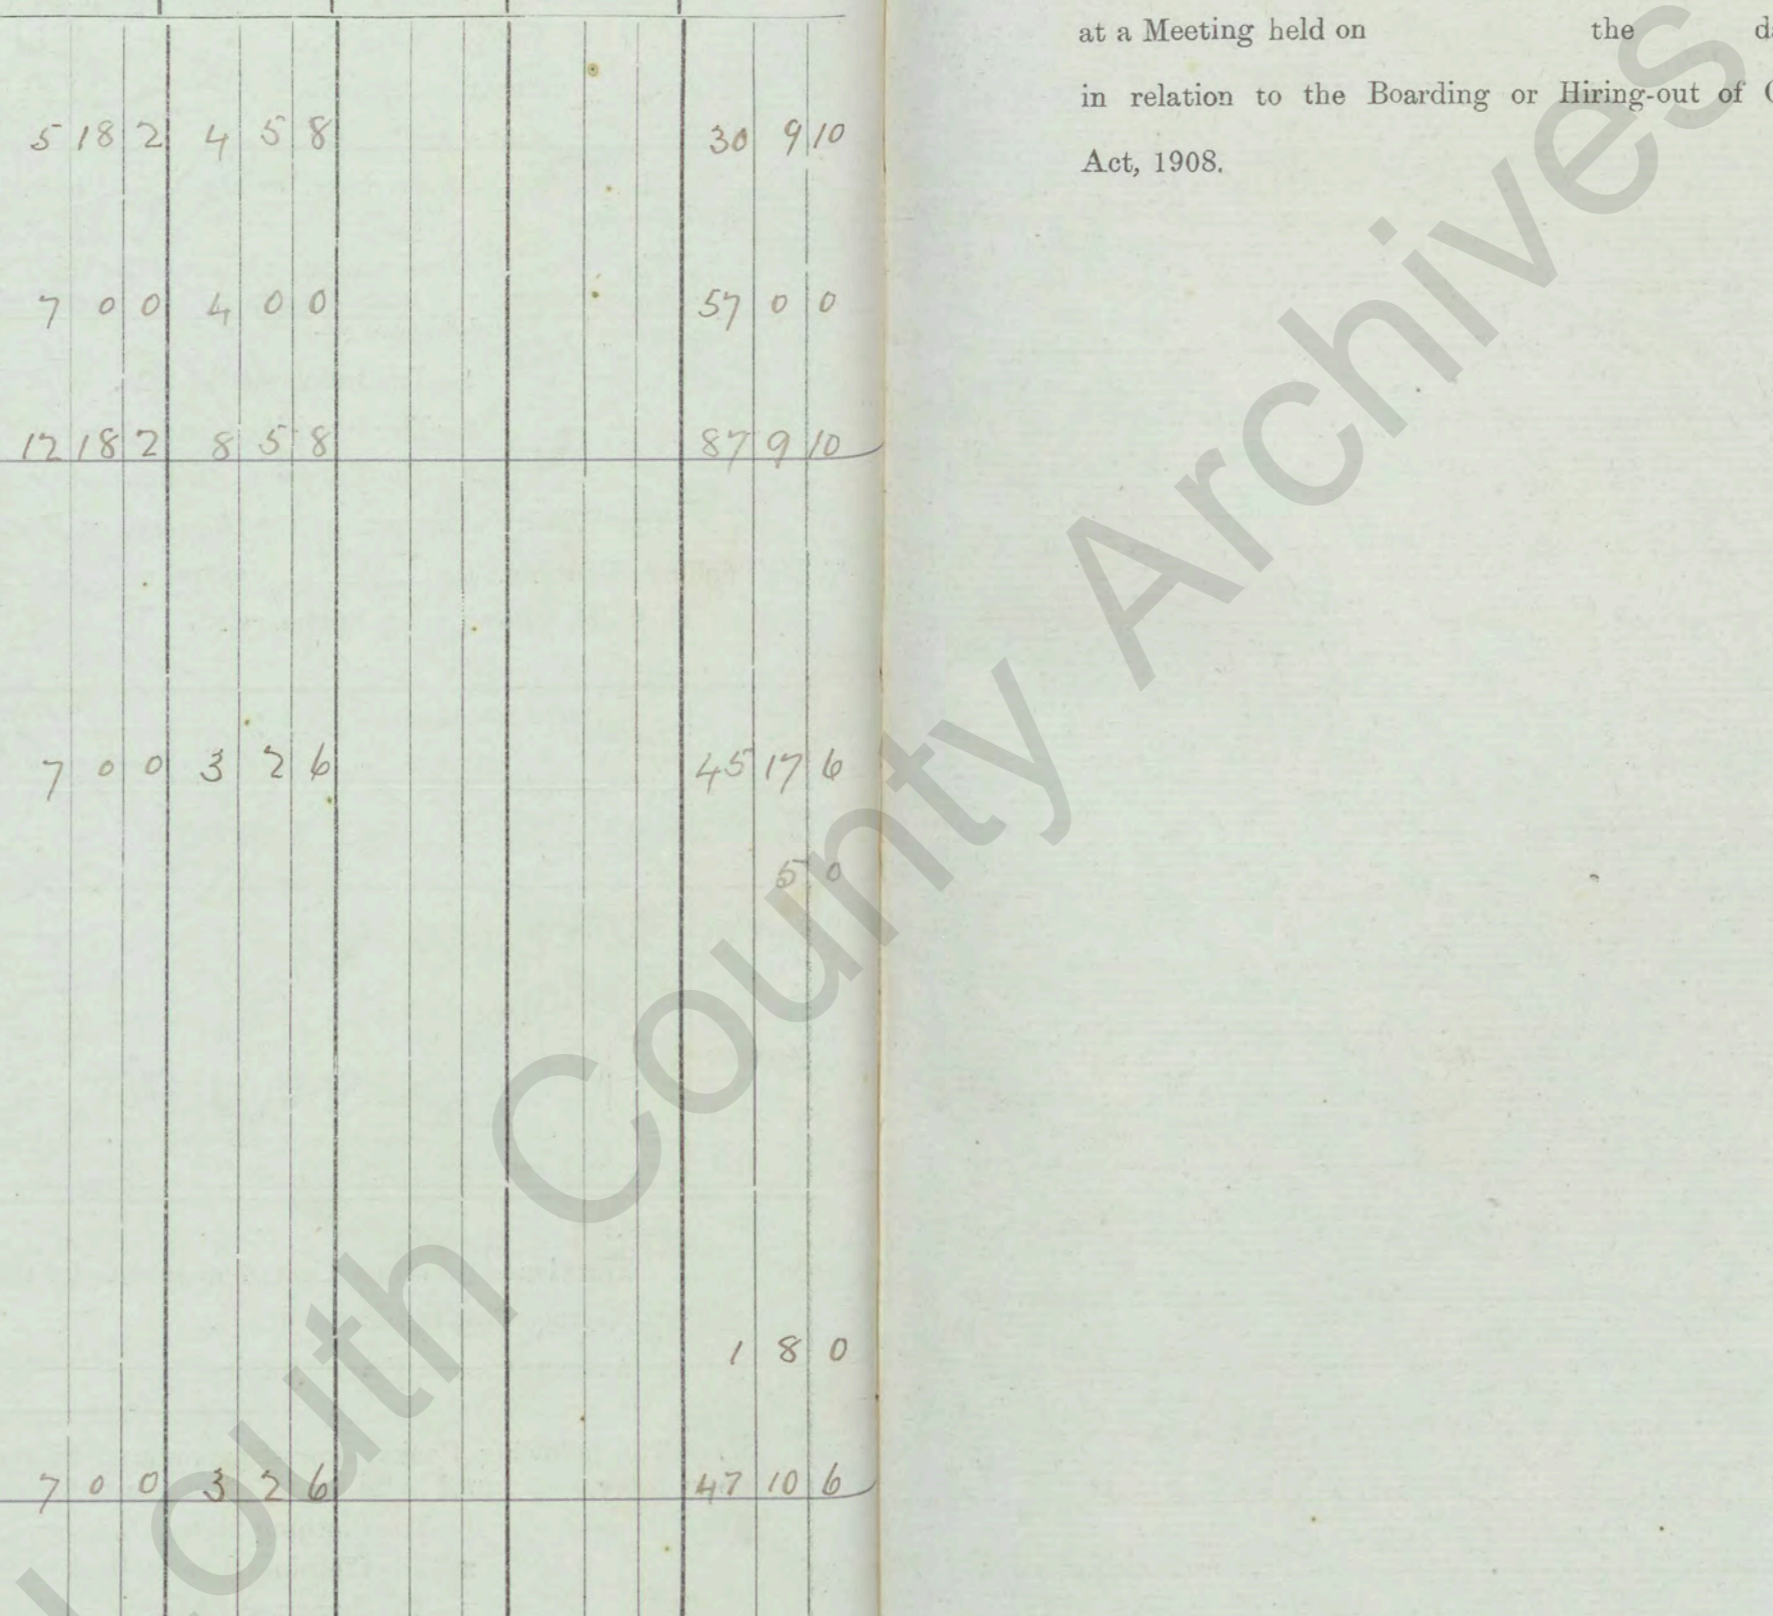 5 18 2 4 5 8 30 9 10
7 0 0 4 0 0 57 0 0
12 18 2 8 5 8 87 9 10
7 0 0 3 2 6 45 17 6
5 0
1 8 0
7 0 0 3 2 6 47 10 6
at a Meeting held on the
in relation to the Boarding or Hiring-out of
Act, 1908.
Louth County Archives